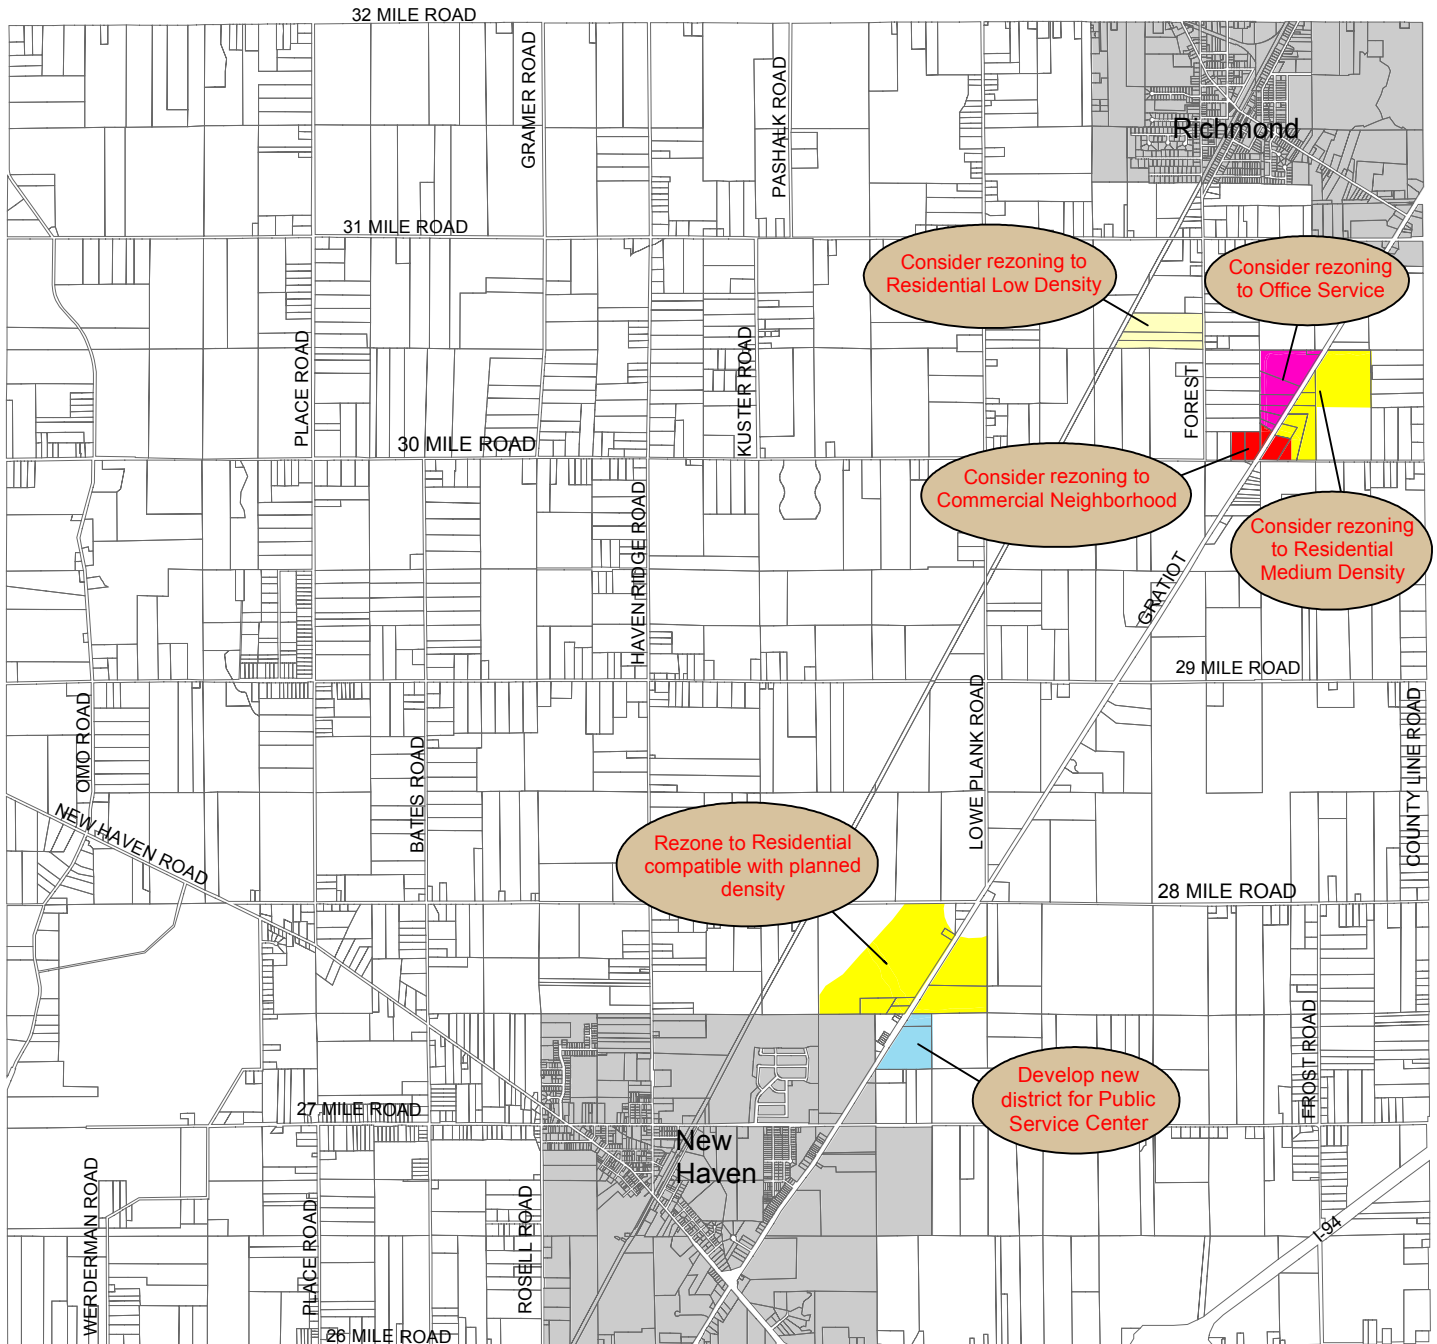 32 MILE ROAD
GRAMER ROAD
PASHALK ROAD
Richmond
31 MILE ROAD
Consider rezoning to
Residential Low Density
Consider rezoning
to Office Service
PLACE ROAD
KUSTER ROAD
FOREST
30 MILE ROAD
Consider rezoning to
Commercial Neighborhood
HAVEN RIDGE ROAD
Consider rezoning
to Residential
Medium Density
GRATIOT
29 MILE ROAD
OMO ROAD
BATES ROAD
LOWE PLANK ROAD
COUNTY LINE ROAD
NEW HAVEN ROAD
Rezone to Residential
compatible with planned
density
28 MILE ROAD
FROST ROAD
Develop new
district for Public
Service Center
27 MILE ROAD
New
Haven
WERDERMAN ROAD
PLACE ROAD
ROSELL ROAD
I-94
26 MILE ROAD